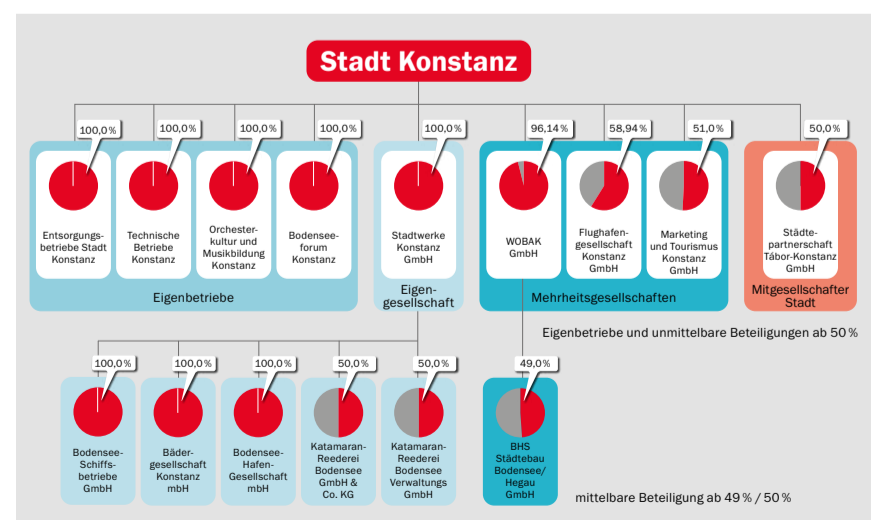 Stadt Konstanz
100,0%
100,0%
100,0%
100,0%
100,0%
96,14%
58,94%
51,0%
50,0%
Entsorgungs-
betriebe Stadt
Konstanz
Technische
Betriebe
Konstanz
Orchester-
kultur und
Musikbildung
Konstanz
Bodensee-
forum
Konstanz
Stadtwerke
Konstanz
GmbH
WOBAK
GmbH
Flughafen-
gesellschaft
Konstanz
GmbH
Marketing
und Tourismus
Konstanz
GmbH
Städte-
partnerschaft
Tábor-Konstanz
GmbH
Eigenbetriebe
Eigen-
gesellschaft
Mehrheitsgesellschaften
Mitgesellschafter
Stadt
Eigenbetriebe und unmittelbare Beteiligungen ab 50%
100,0%
100,0%
100,0%
50,0%
50,0%
49,0%
Bodensee-
Schiffs-
betriebe
GmbH
Bäder-
gesellschaft
Konstanz
mbH
Bodensee-
Hafen-
Gesellschaft
mbH
Katamaran-
Reederei
Bodensee
GmbH &
Co. KG
Katamaran-
Reederei
Bodensee
Verwaltungs
GmbH
BHS
Städtebau
Bodensee/
Hegau
GmbH
mittelbare Beteiligung ab 49% / 50%